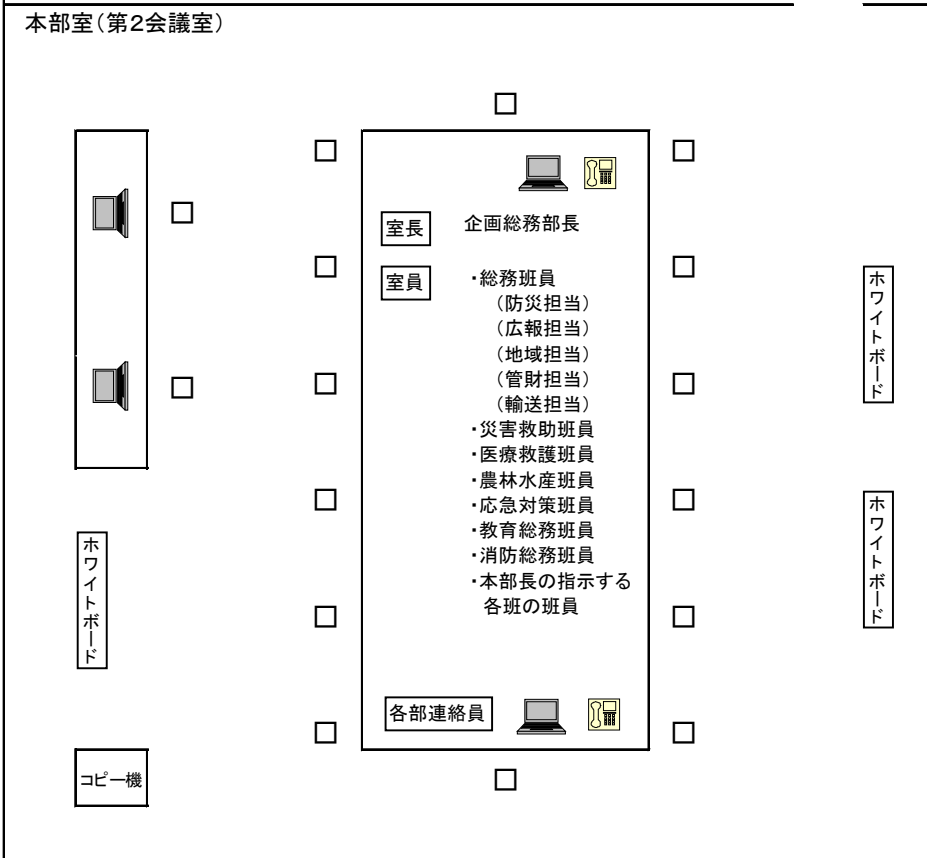 本部室(第2会議室)
室長
企画総務部長
室員
・総務班員
(防災担当)
(広報担当)
(地域担当)
(管財担当)
(輸送担当)
・災害救助班員
・医療救護班員
・農林水産班員
・応急対策班員
・教育総務班員
・消防総務班員
・本部長の指示する
各班の班員
各部連絡員
ホワイトボード
コピー機
ホワイトボード
ホワイトボード